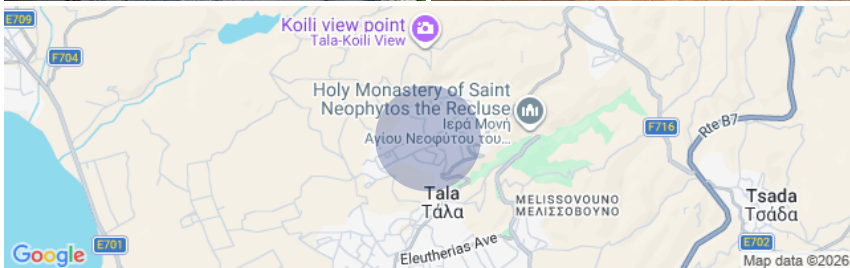 E709
Koili view point
Tala-Koili View
F704
Holy Monastery of Saint
Neophytos the Recluse
Ιερά Μονή
Αγίου Νεοφύτου του...
F716
Rte B7
Tala
Τάλα
MELISSOVOUNO
ΜΕΛΙΣΣΟΒΟΥΝΟ
Tsada
Τσάδα
E701
Eleutherias Ave
E702
Google
Map data ©2026